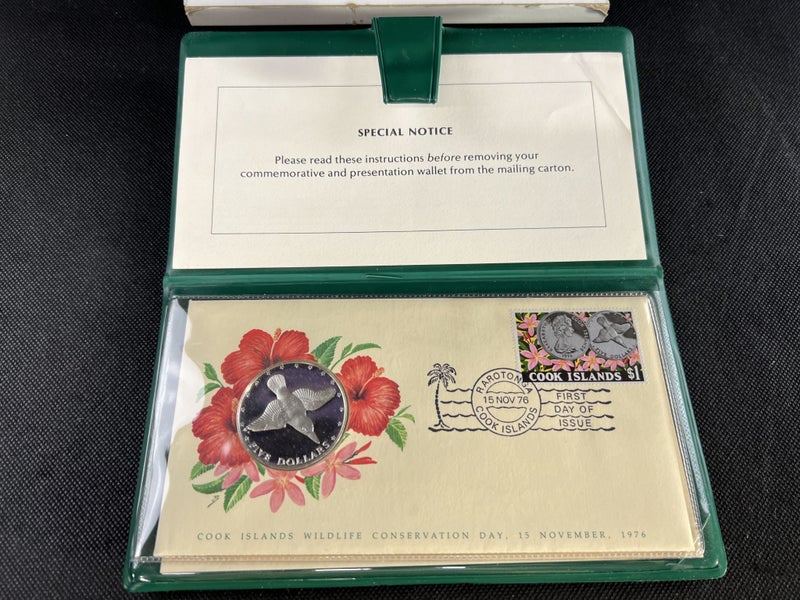 SPECIAL NOTICE
Please read these instructions before removing your
commemorative and presentation wallet from the mailing carton.
COOK ISLANDS $1
RAROTONGA
15 NOV 76
COOK ISLANDS
FIRST
DAY OF
ISSUE
FIVE DOLLARS
COOK ISLANDS WILDLIFE CONSERVATION DAY, 15 NOVEMBER, 1976